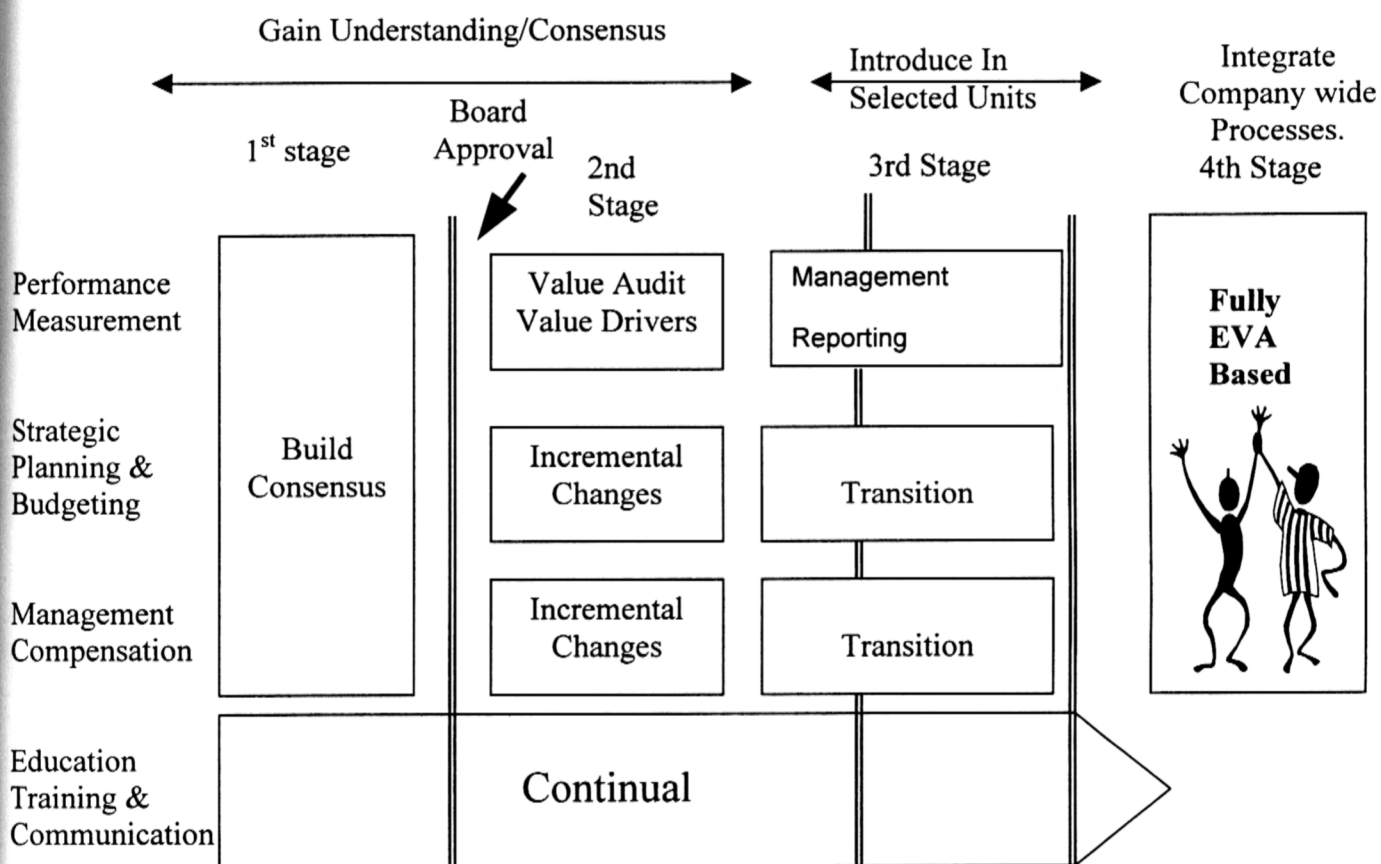 Gain Understanding/Consensus
Introduce In
Selected Units
Integrate
Company wide
Processes.
4th Stage
Board
Approval
1st stage
2nd
Stage
3rd Stage
Performance
Measurement
Value Audit
Value Drivers
Management
Reporting
Fully
EVA
Based
Strategic
Planning &
Budgeting
Build
Consensus
Incremental
Changes
Transition
Management
Compensation
Incremental
Changes
Transition
Education
Training &
Communication
Continual